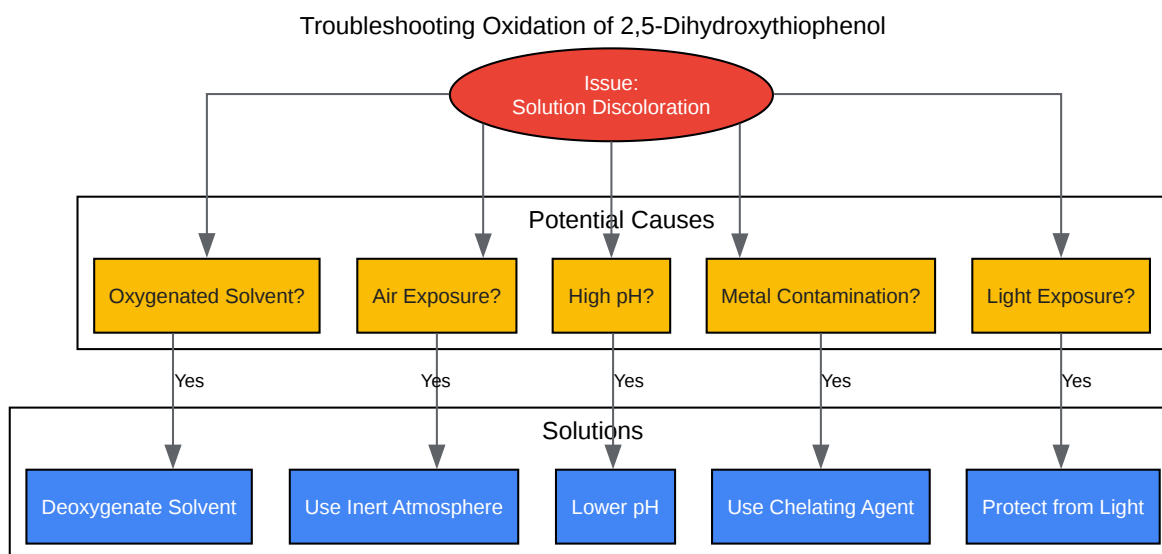 Troubleshooting Oxidation of 2,5-Dihydroxythiophenol
Issue:
Solution Discoloration
Potential Causes
Oxygenated Solvent?
Air Exposure?
High pH?
Metal Contamination?
Light Exposure?
Yes
Yes
Yes
Yes
Yes
Solutions
Deoxygenate Solvent
Use Inert Atmosphere
Lower pH
Use Chelating Agent
Protect from Light